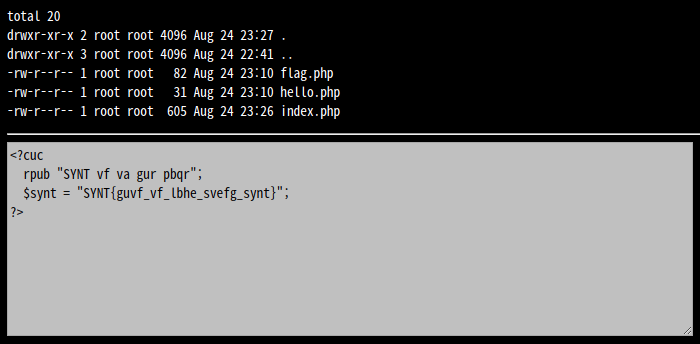 total 20
drwxr-xr-x 2 root root 4096 Aug 24 23:27 .
drwxr-xr-x 3 root root 4096 Aug 24 22:41 ..
-rw-r--r-- 1 root root   82 Aug 24 23:10 flag.php
-rw-r--r-- 1 root root   31 Aug 24 23:10 hello.php
-rw-r--r-- 1 root root  605 Aug 24 23:26 index.php
<?cuc
  rpub "SYNT vf va gur pbqr";
  $synt = "SYNT{guvf_vf_lbhe_svefg_synt}";
?>